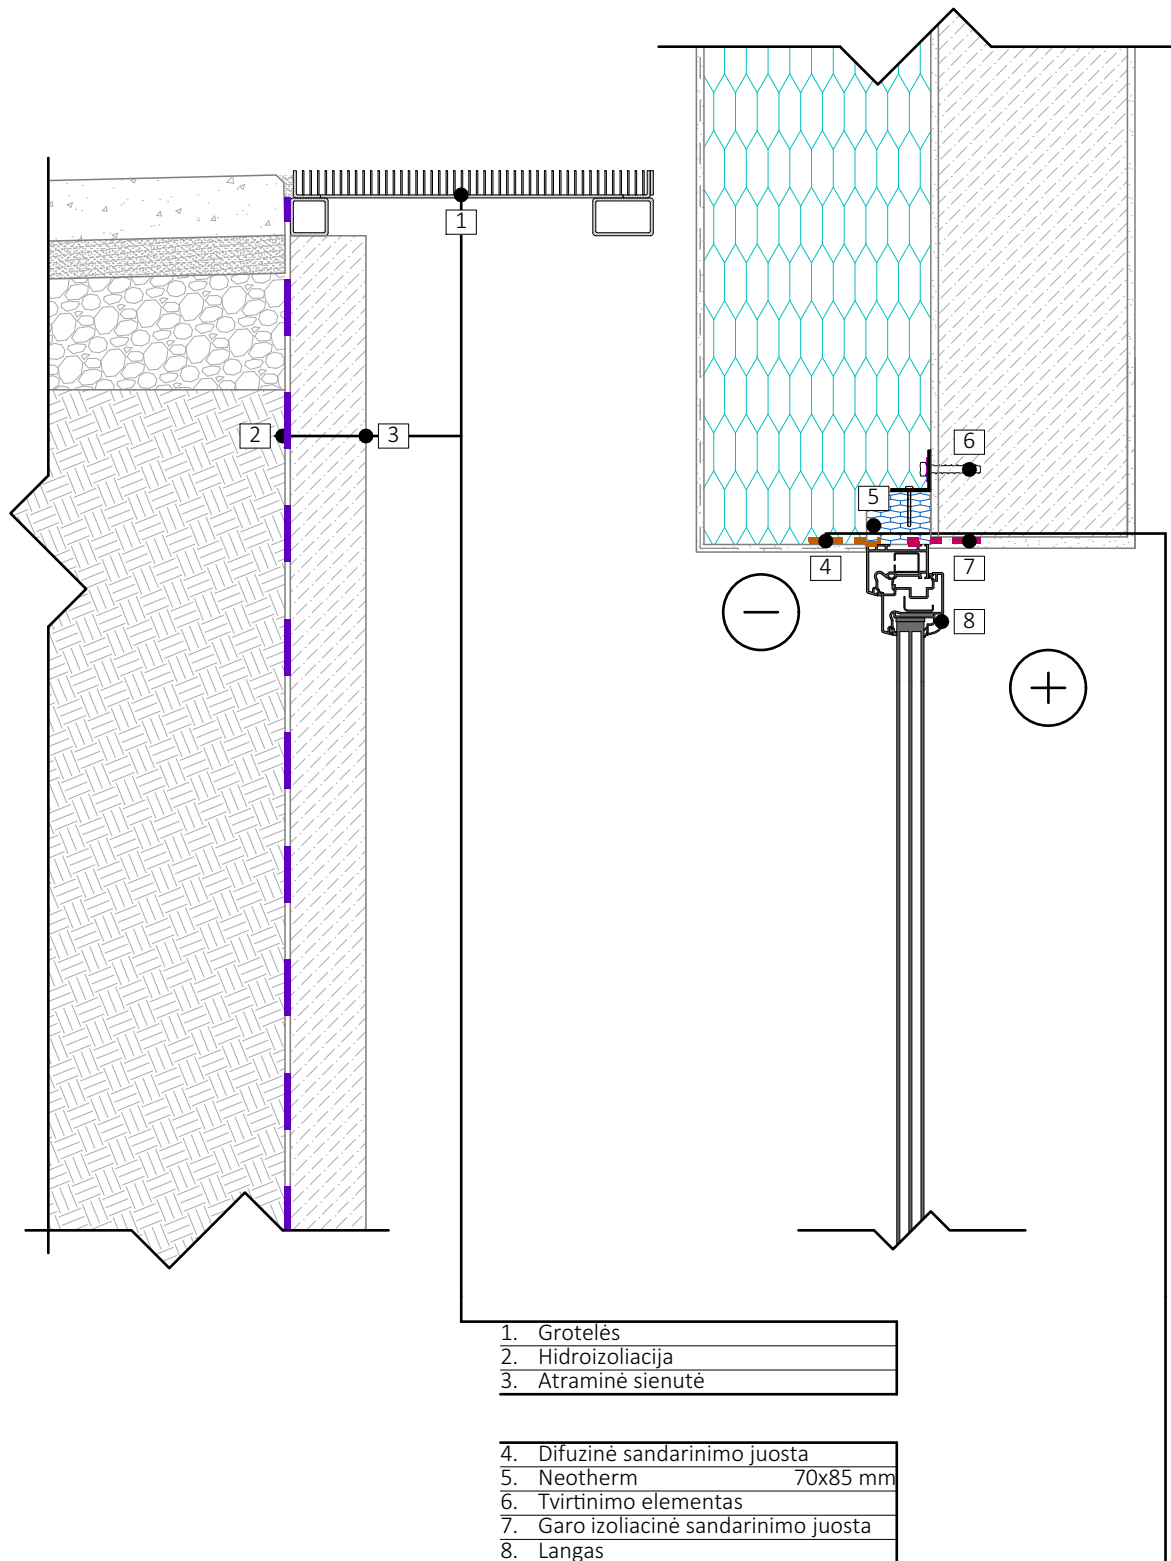 1
2
3
6
5
4
7
8
1. Grotelės
2. Hidroizoliacija
3. Atraminė sienutė
4. Difuzinė sandarinimo juosta
5. Neotherm 70x85 mm
6. Tvirtinimo elementas
7. Garo izoliacinė sandarinimo juosta
8. Langas